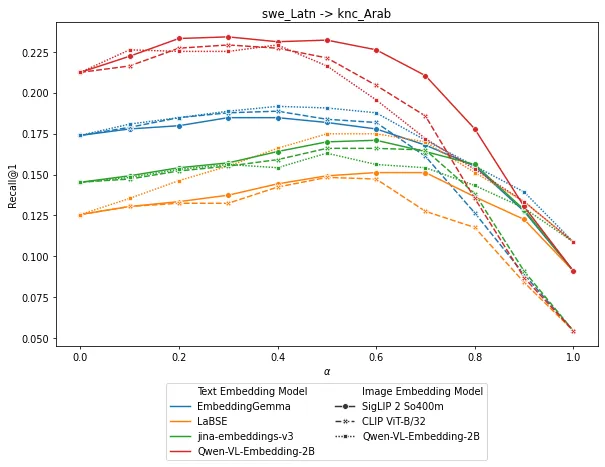 swe_Latn -> knc_Arab
Recall@1
0.225
0.200
0.175
0.150
0.125
0.100
0.075
0.050
0.0
0.2
0.4
0.6
0.8
1.0
α
Text Embedding Model
EmbeddingGemma
LaBSE
jina-embeddings-v3
Qwen-VL-Embedding-2B
Image Embedding Model
SigLIP 2 So400m
CLIP ViT-B/32
Qwen-VL-Embedding-2B